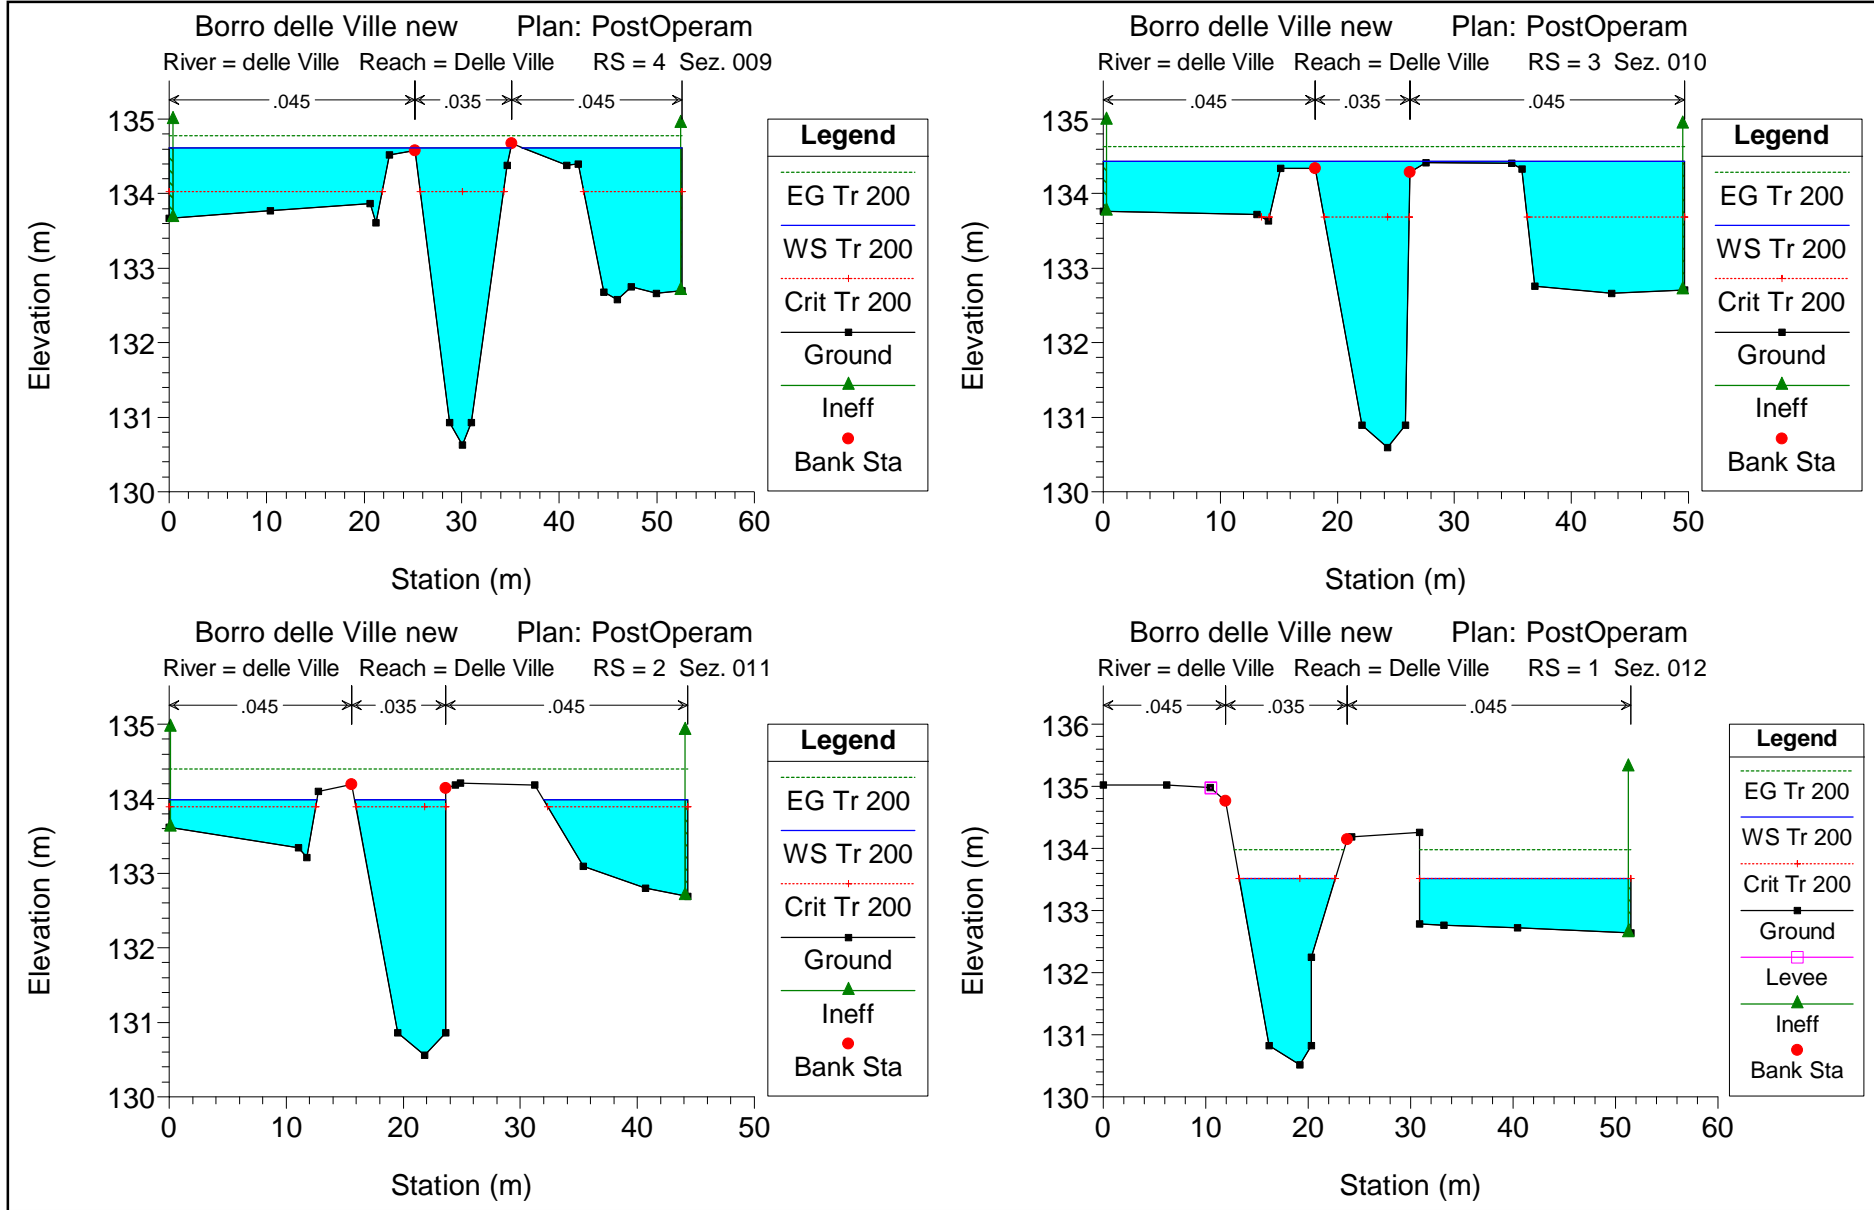 Borro delle Ville new Plan: PostOperam
River = delle Ville Reach = Delle Ville RS = 4 Sez. 009
.045 .035 .045
135
134
133
132
131
130
0 10 20 30 40 50 60
Station (m)
Elevation (m)
Legend
EG Tr 200
WS Tr 200
Crit Tr 200
Ground
Ineff
Bank Sta
Borro delle Ville new Plan: PostOperam
River = delle Ville Reach = Delle Ville RS = 3 Sez. 010
.045 .035 .045
135
134
133
132
131
130
0 10 20 30 40 50
Station (m)
Elevation (m)
Legend
EG Tr 200
WS Tr 200
Crit Tr 200
Ground
Ineff
Bank Sta
Borro delle Ville new Plan: PostOperam
River = delle Ville Reach = Delle Ville RS = 2 Sez. 011
.045 .035 .045
135
134
133
132
131
130
0 10 20 30 40 50
Station (m)
Elevation (m)
Legend
EG Tr 200
WS Tr 200
Crit Tr 200
Ground
Ineff
Bank Sta
Borro delle Ville new Plan: PostOperam
River = delle Ville Reach = Delle Ville RS = 1 Sez. 012
.045 .035 .045
136
135
134
133
132
131
130
0 10 20 30 40 50 60
Station (m)
Elevation (m)
Legend
EG Tr 200
WS Tr 200
Crit Tr 200
Ground
Levee
Ineff
Bank Sta